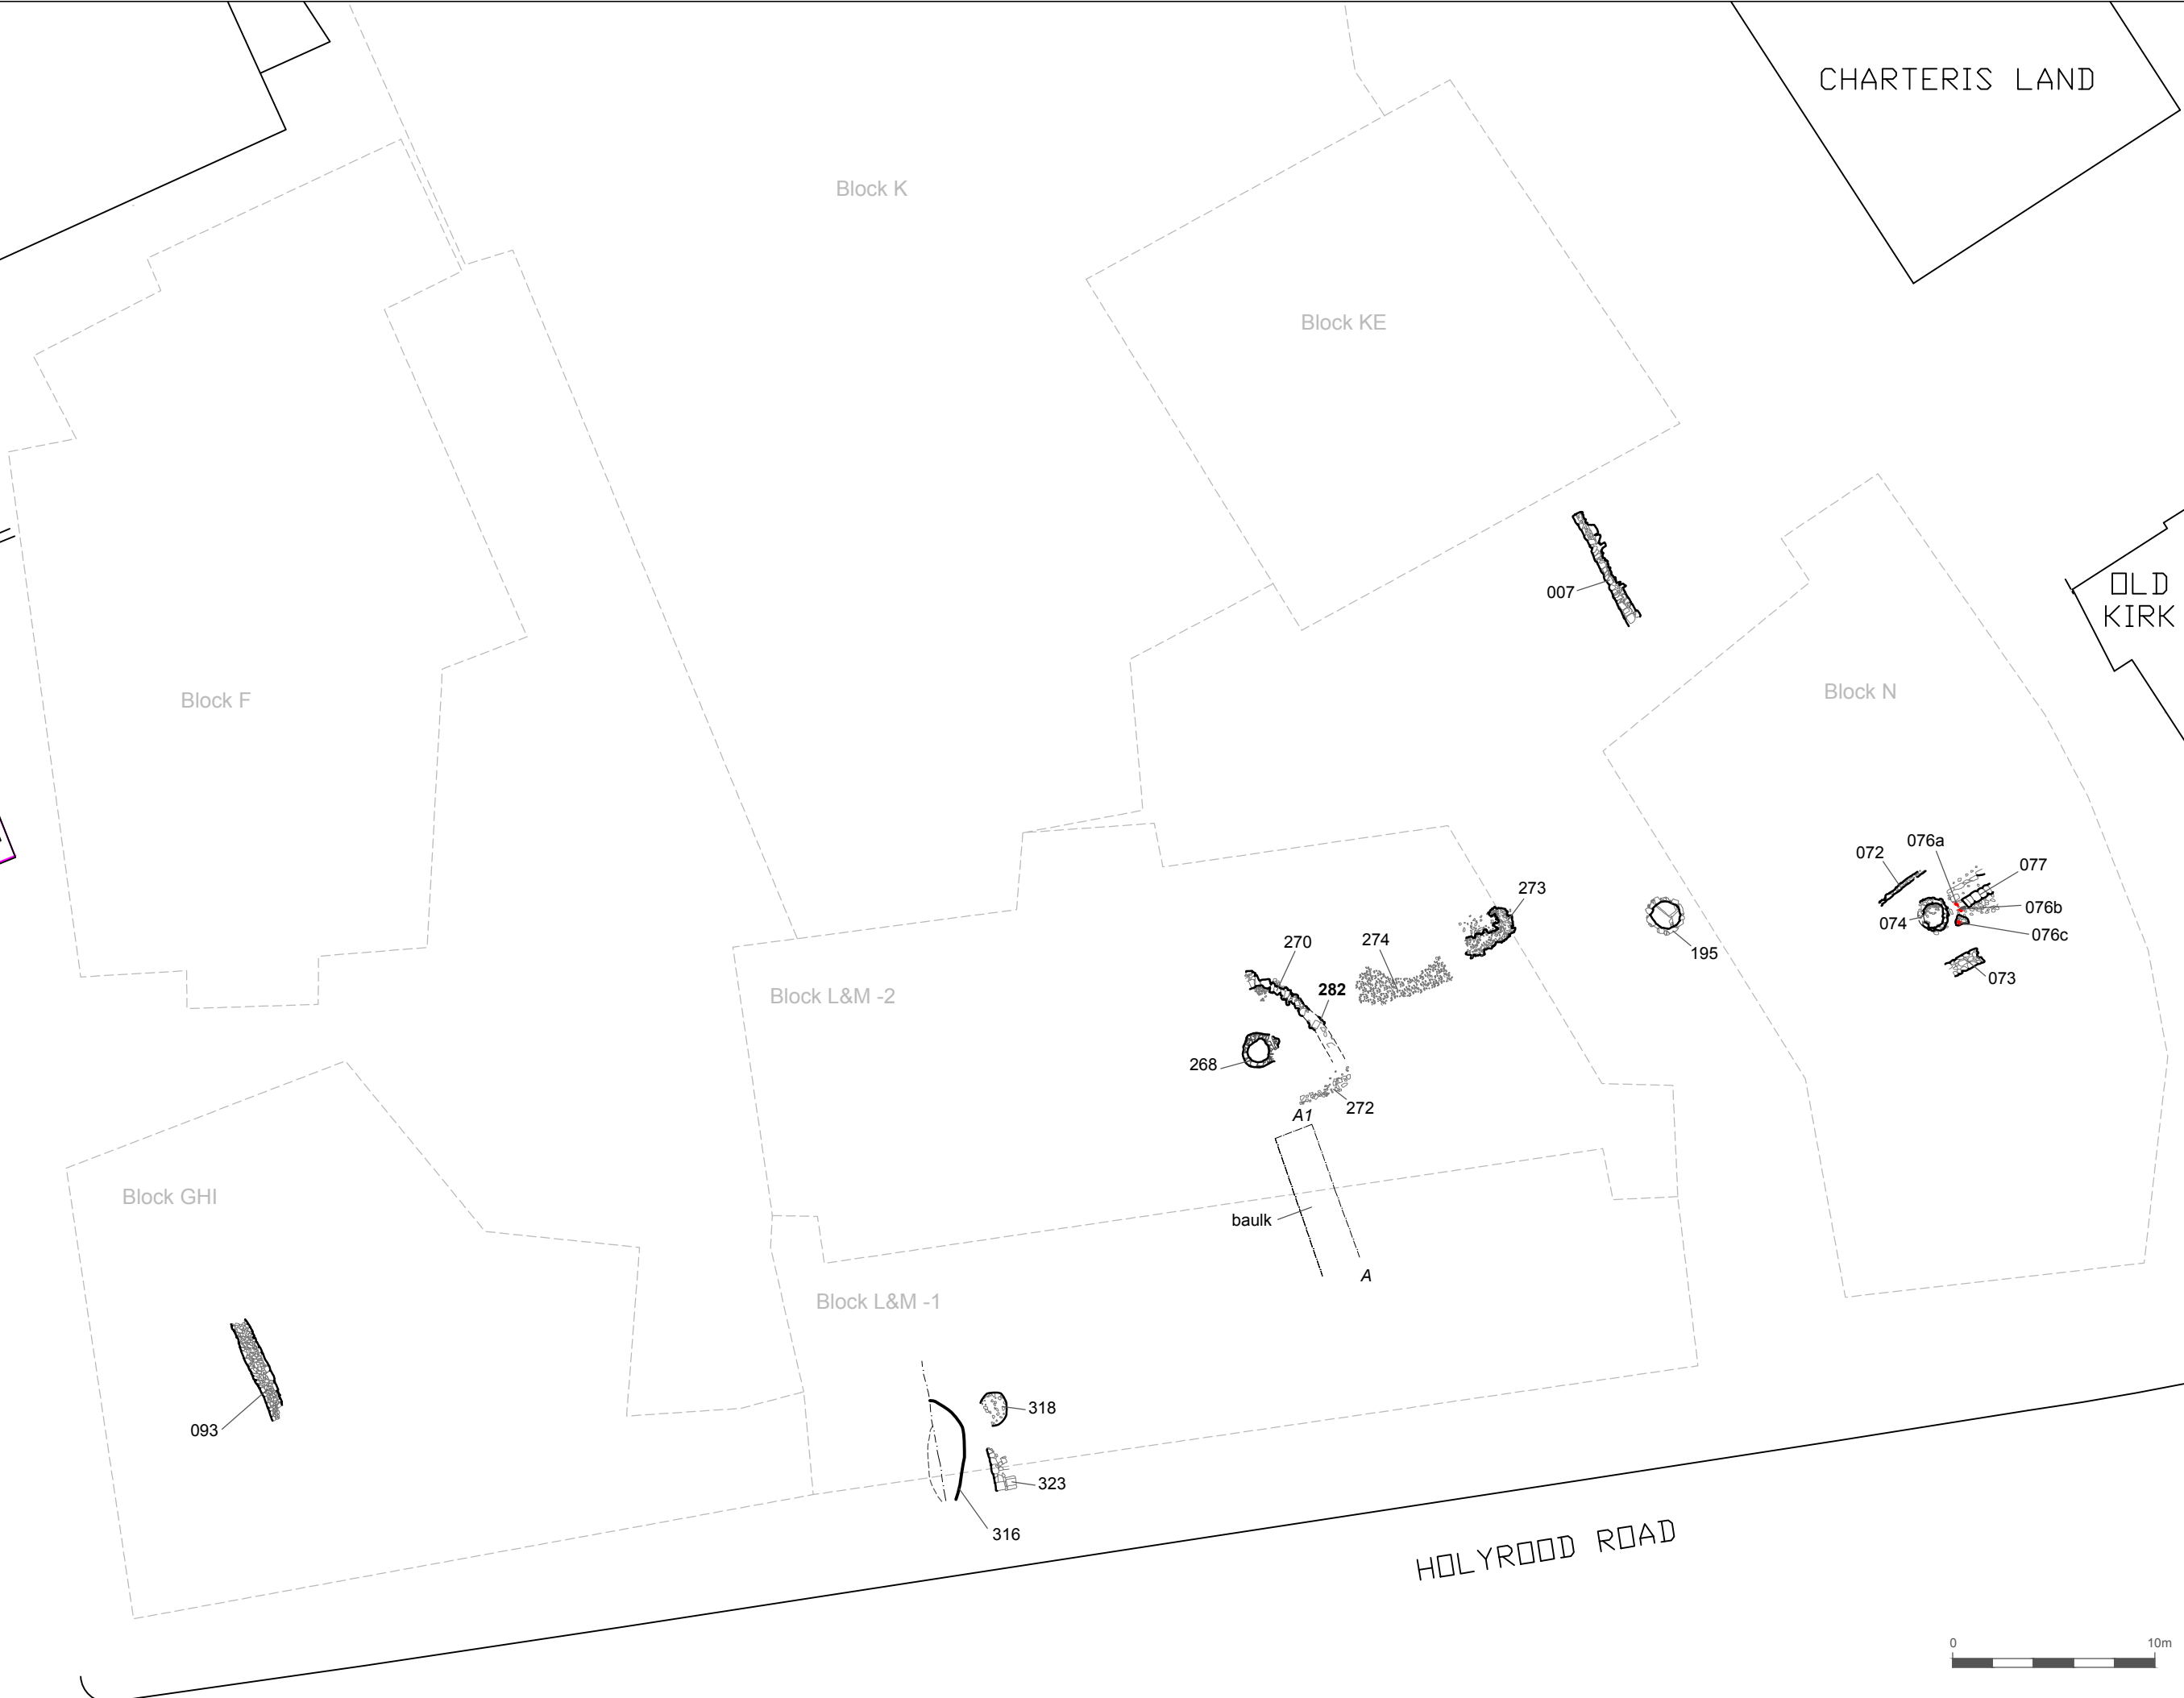 CHARTERIS LAND
Block K
Block KE
OLD
KIRK
007
Block F
Block N
076a
072
077
273
076b
074
076c
270
274
195
073
282
Block L&M -2
268
272
A1
Block GHI
baulk
A
Block L&M -1
318
093
323
316
HOLYROOD ROAD
0 10m